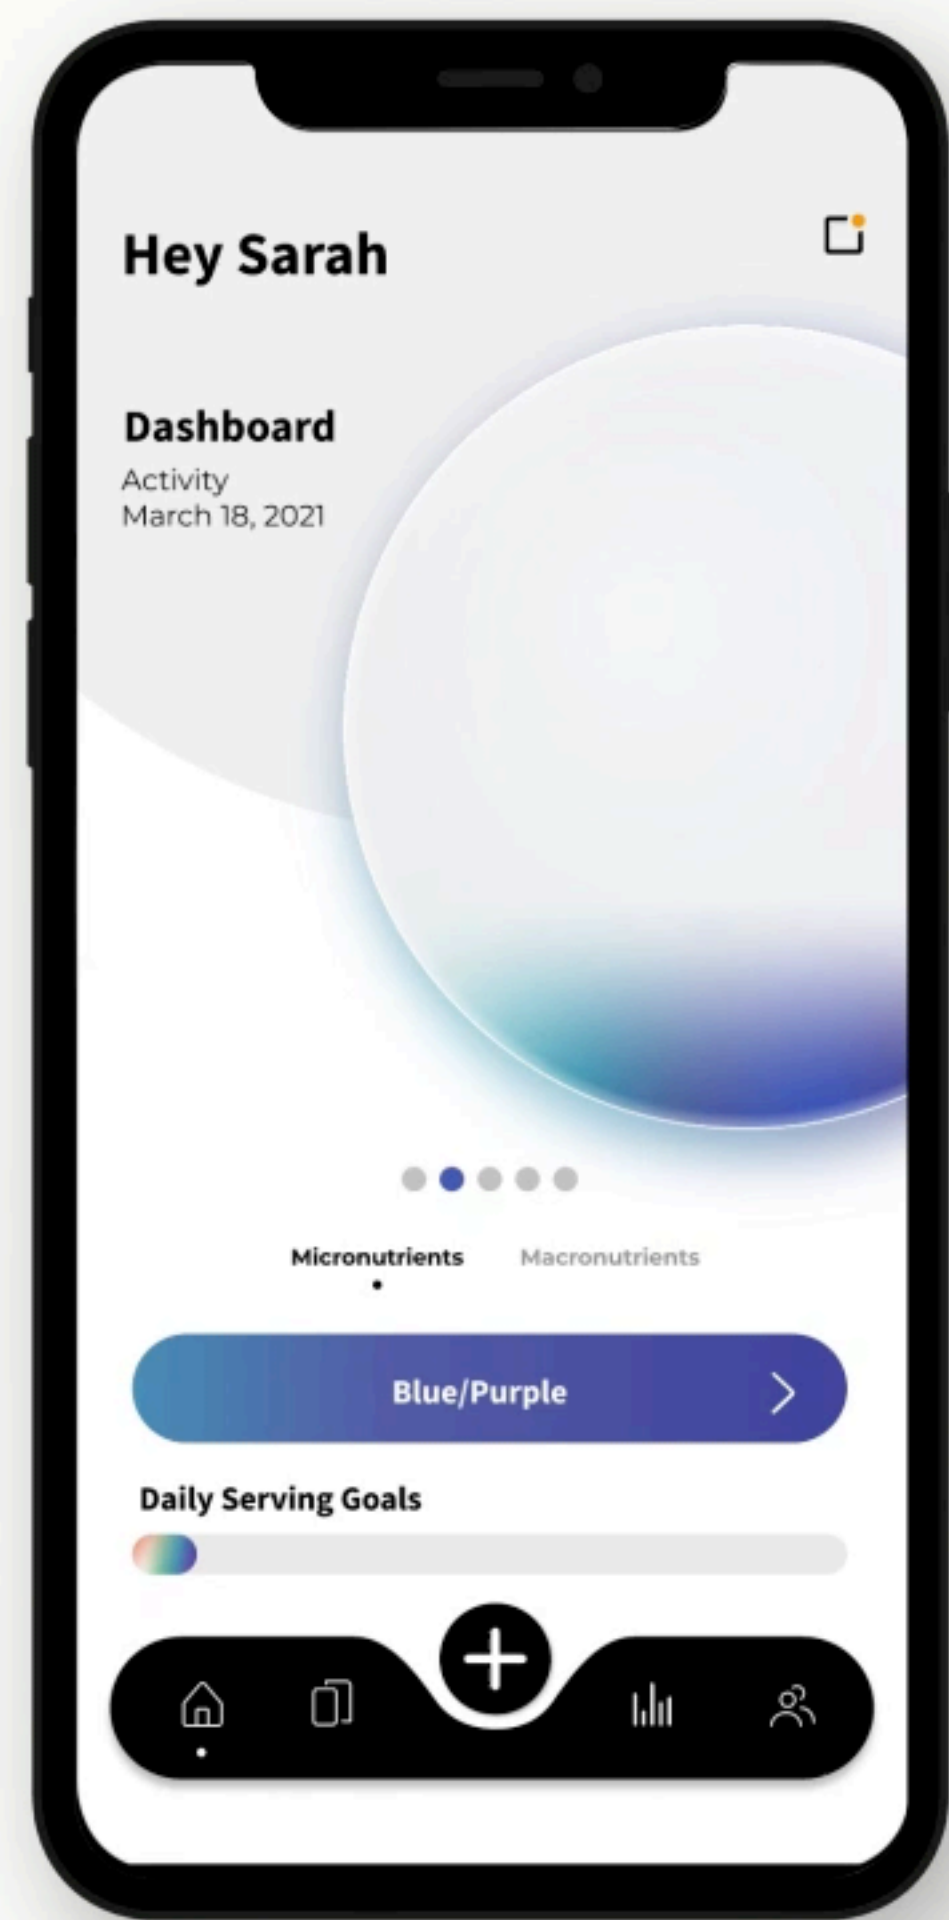 Hey Sarah
Dashboard
Activity
March 18, 2021
Micronutrients Macronutrients
Blue/Purple
Daily Serving Goals